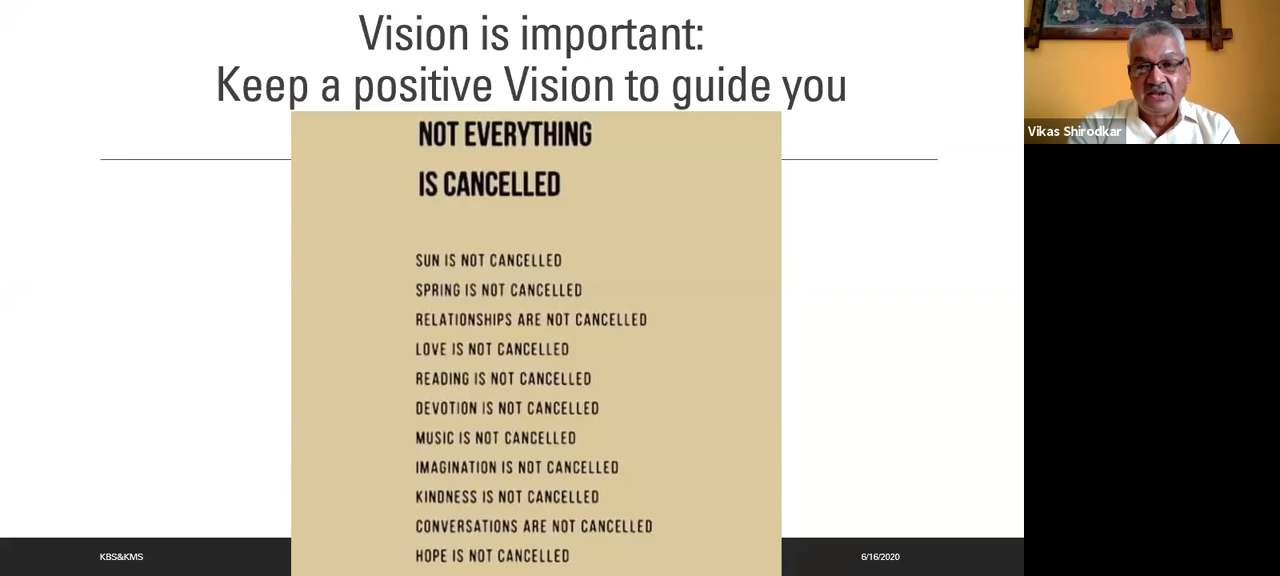 Vision is important:
Keep a positive Vision to guide you
NOT EVERYTHING
IS CANCELLED
SUN IS NOT CANCELLED
SPRING IS NOT CANCELLED
RELATIONSHIPS ARE NOT CANCELLED
LOVE IS NOT CANCELLED
READING IS NOT CANCELLED
DEVOTION IS NOT CANCELLED
MUSIC IS NOT CANCELLED
IMAGINATION IS NOT CANCELLED
KINDNESS IS NOT CANCELLED
CONVERSATIONS ARE NOT CANCELLED
HOPE IS NOT CANCELLED
KBS&KMS
6/16/2020
Vikas Shirodkar